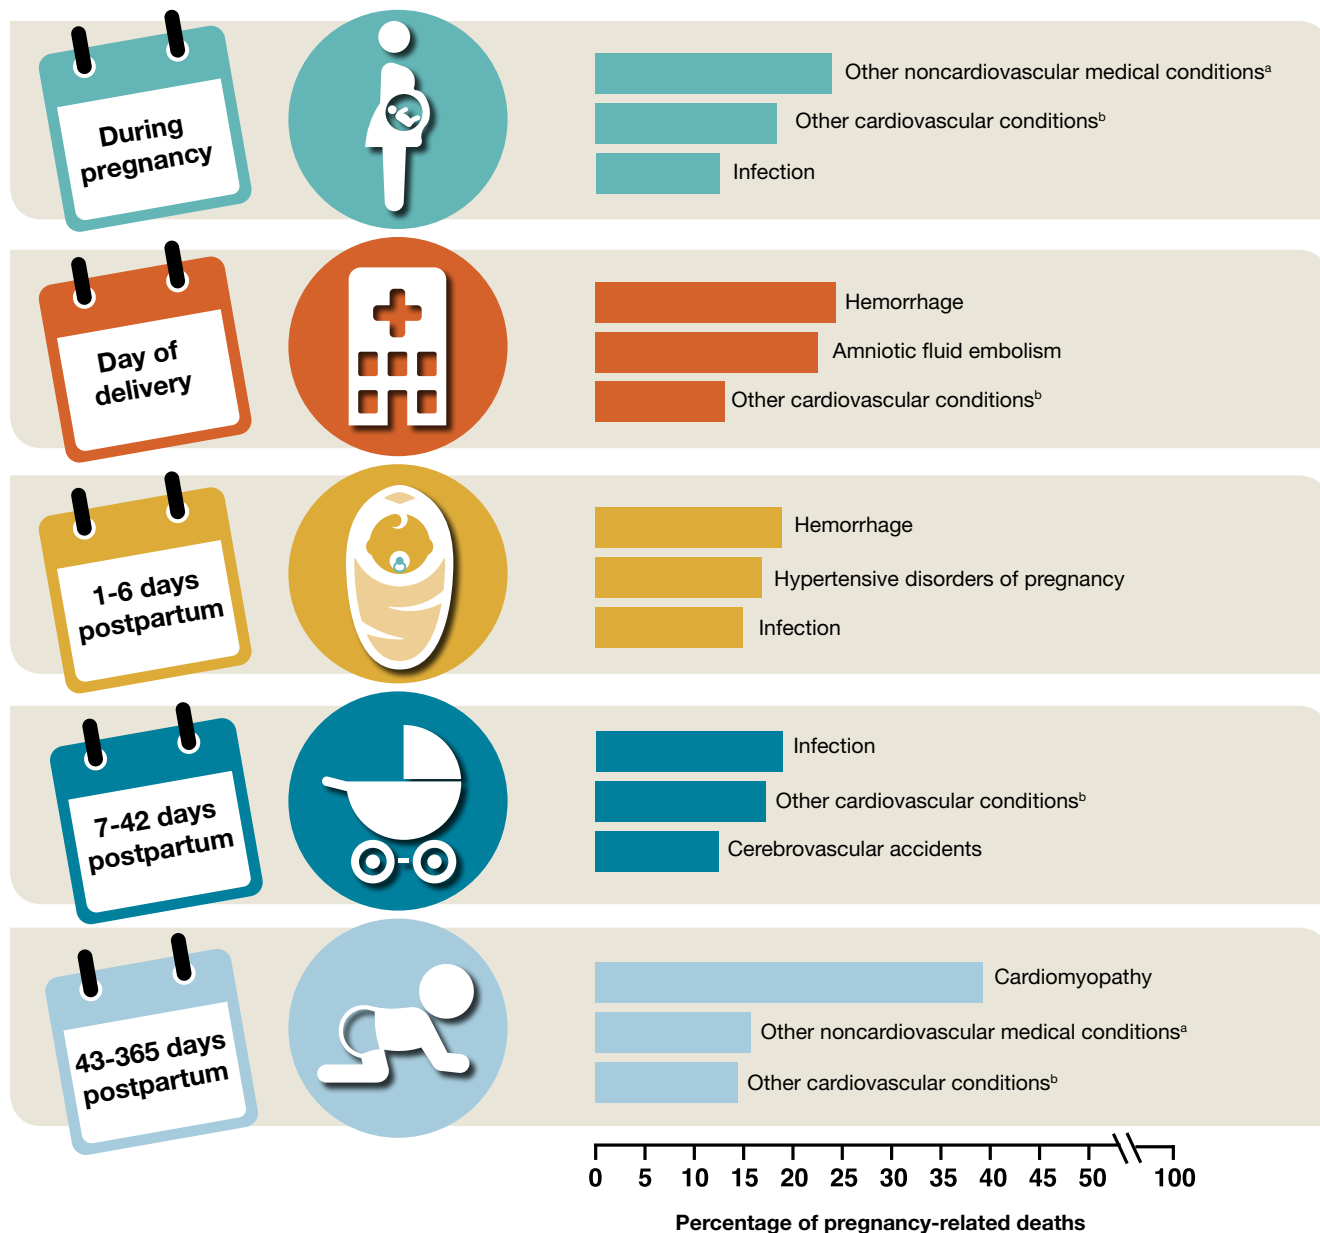 During
pregnancy
Other noncardiovascular medical conditionsᵃ
Other cardiovascular conditionsᵇ
Infection
Day of
delivery
Hemorrhage
Amniotic fluid embolism
Other cardiovascular conditionsᵇ
1-6 days
postpartum
Hemorrhage
Hypertensive disorders of pregnancy
Infection
7-42 days
postpartum
Infection
Other cardiovascular conditionsᵇ
Cerebrovascular accidents
43-365 days
postpartum
Cardiomyopathy
Other noncardiovascular medical conditionsᵃ
Other cardiovascular conditionsᵇ
0 5 10 15 20 25 30 35 40 45 50 100
Percentage of pregnancy-related deaths